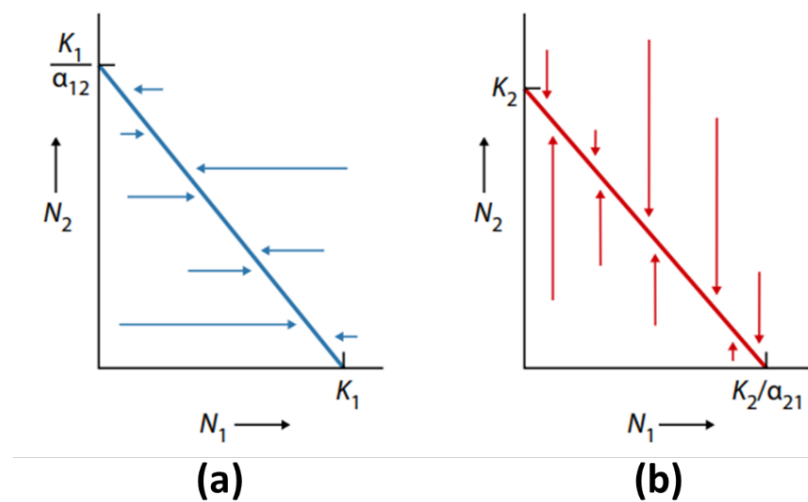 K₁
α₁₂
N₂
K₁
N₁
(a)
K₂
N₂
K₂/α₂₁
N₁
(b)